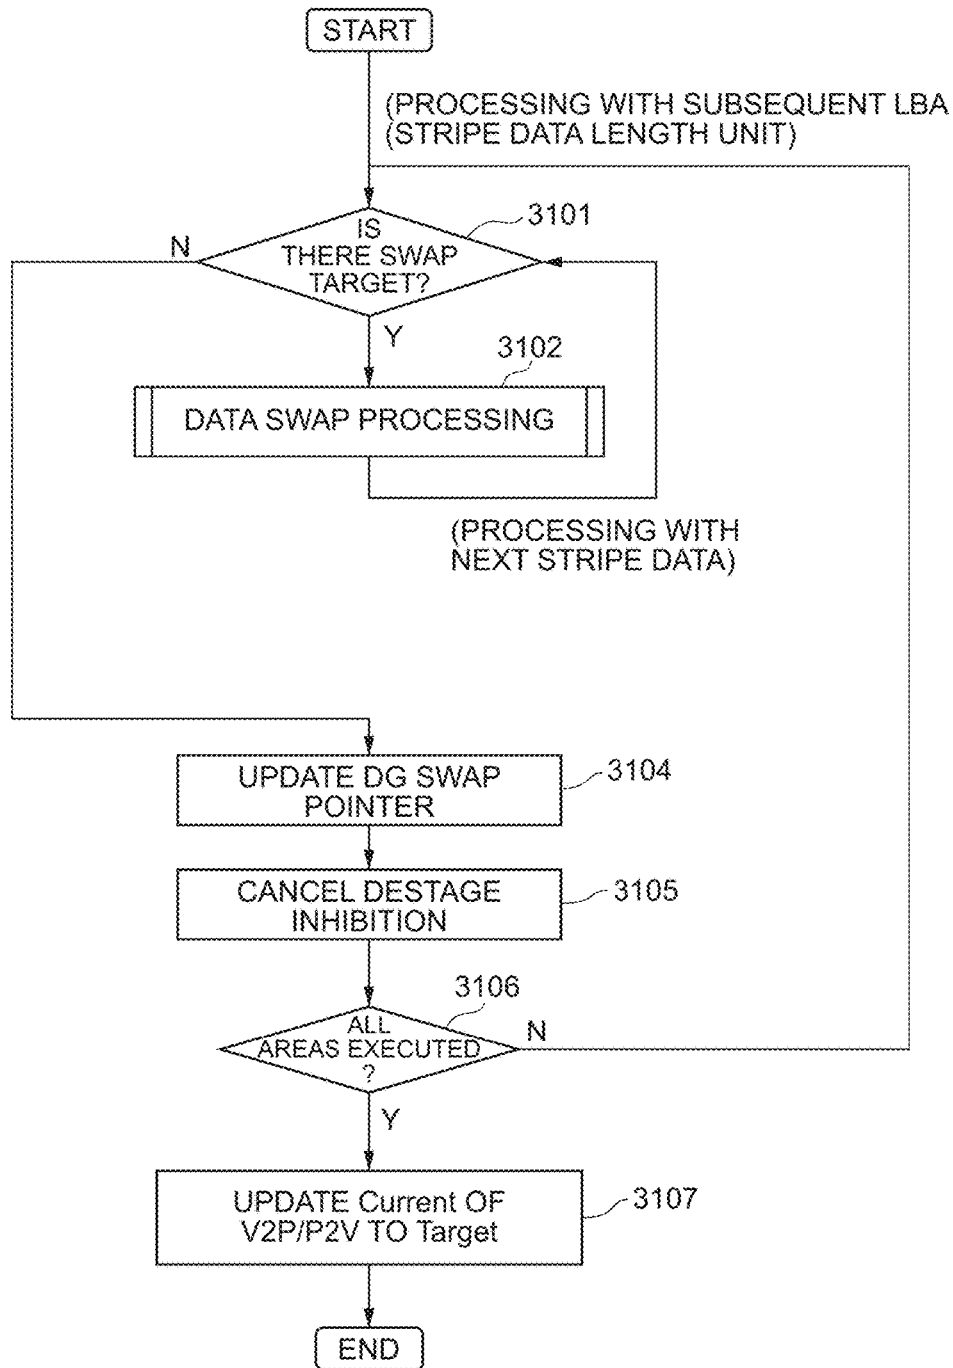 START
(PROCESSING WITH SUBSEQUENT LBA
(STRIPE DATA LENGTH UNIT)
3101
IS
THERE SWAP
TARGET?
N
Y
3102
DATA SWAP PROCESSING
(PROCESSING WITH
NEXT STRIPE DATA)
UPDATE DG SWAP
POINTER
3104
CANCEL DESTAGE
INHIBITION
3105
3106
ALL
AREAS EXECUTED
?
N
Y
UPDATE Current OF
V2P/P2V TO Target
3107
END